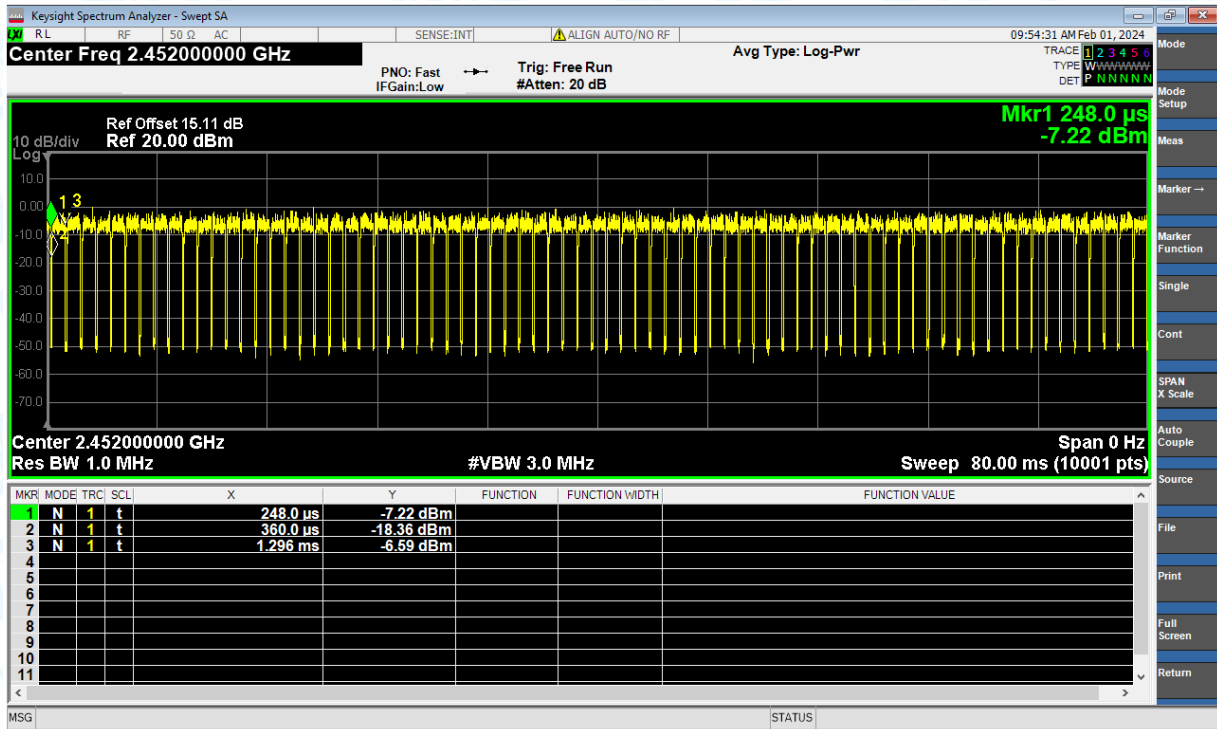 Keysight Spectrum Analyzer - Swept SA
LXI RL RF 50 Ω AC SENSE:INT ALIGN AUTO/NO RF 09:54:31 AM Feb 01, 2024
Center Freq 2.452000000 GHz
Avg Type: Log-Pwr
TRACE 1 2 3 4 5 6
TYPE W
DET P N N N N N
PNO: Fast
IFGain:Low
Trig: Free Run
#Atten: 20 dB
Mkr1 248.0 µs
-7.22 dBm
Ref Offset 15.11 dB
10 dB/div Ref 20.00 dBm
Log
10.0
0.00
-10.0
-20.0
-30.0
-40.0
-50.0
-60.0
-70.0
1 3
2
Center 2.452000000 GHz Span 0 Hz
Res BW 1.0 MHz #VBW 3.0 MHz Sweep 80.00 ms (10001 pts)
MKR MODE TRC SCL X Y FUNCTION FUNCTION WIDTH FUNCTION VALUE
1 N 1 t 248.0 µs -7.22 dBm
2 N 1 t 360.0 µs -18.36 dBm
3 N 1 t 1.296 ms -6.59 dBm
4
5
6
7
8
9
10
11
MSG STATUS
Mode
Mode
Setup
Meas
Marker →
Marker
Function
Single
Cont
SPAN
X Scale
Auto
Couple
Source
File
Print
Full
Screen
Return